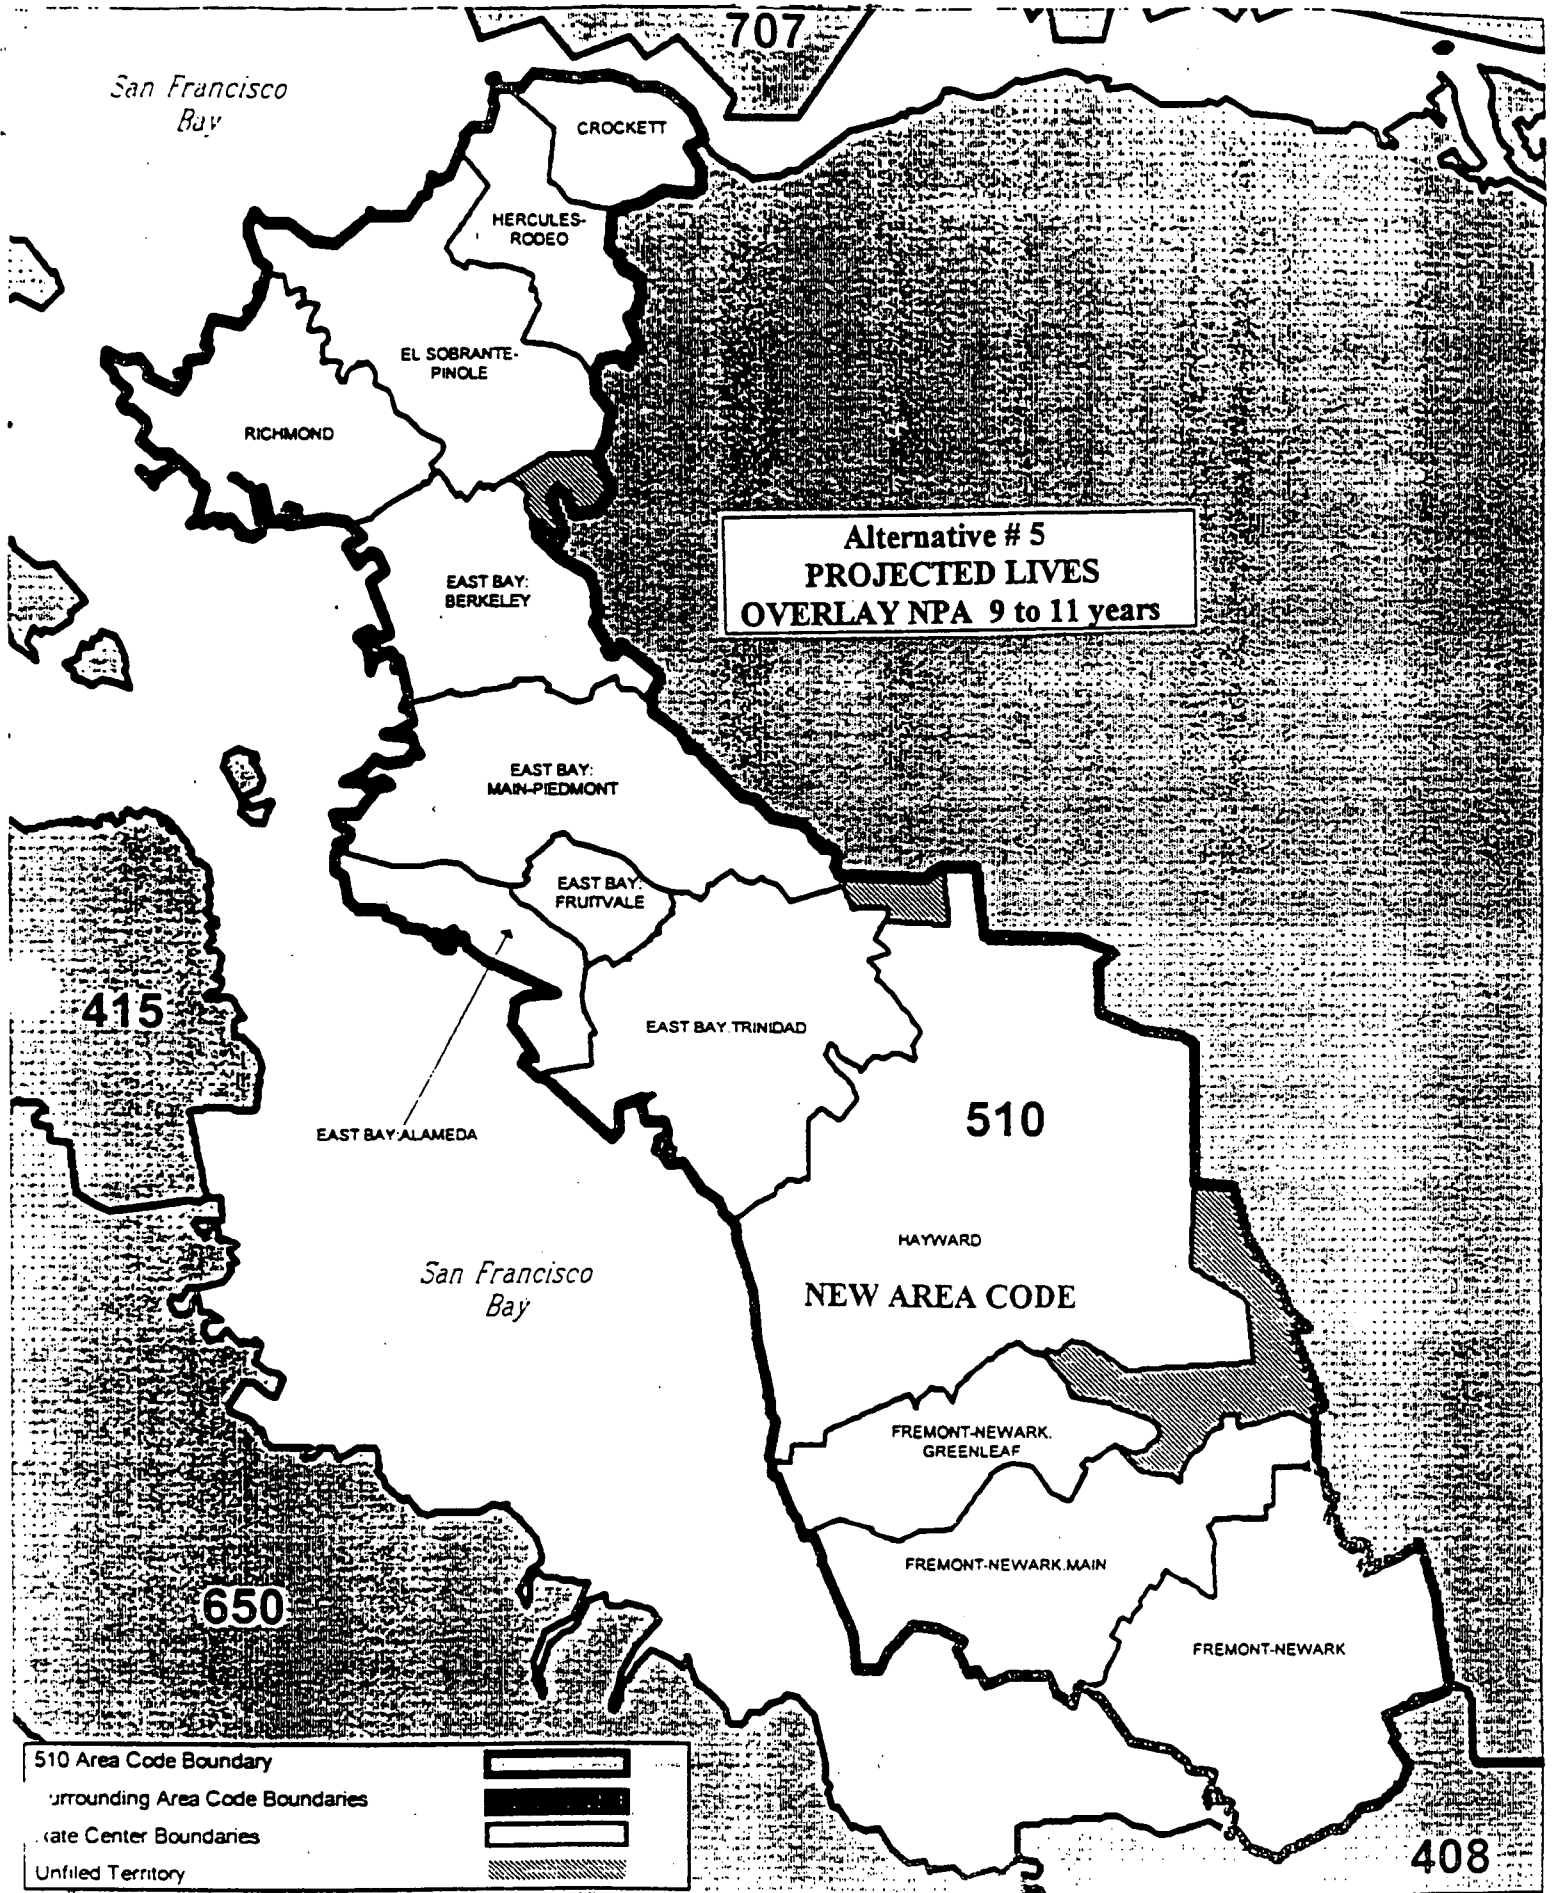 707
San Francisco
Bay
CROCKETT
HERCULES-
RODEO
EL SOBRANTE-
PINOLE
RICHMOND
Alternative # 5
PROJECTED LIVES
OVERLAY NPA 9 to 11 years
EAST BAY:
BERKELEY
EAST BAY:
MAIN-PIEDMONT
EAST BAY:
FRUITVALE
415
EAST BAY:TRINIDAD
510
EAST BAY:ALAMEDA
HAYWARD
San Francisco
Bay
NEW AREA CODE
FREMONT-NEWARK.
GREENLEAF
FREMONT-NEWARK.MAIN
650
FREMONT-NEWARK
510 Area Code Boundary
urrounding Area Code Boundaries
ate Center Boundaries
Unfiled Territory
408